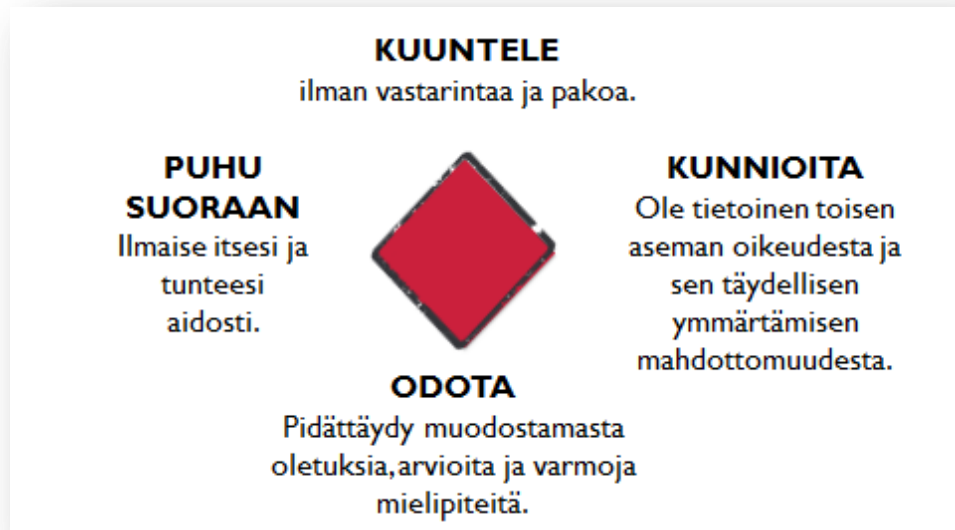 KUUNTELE
ilman vastarintaa ja pakoa.
PUHU
SUORAAN
Ilmaise itsesi ja
tunteesi
aidosti.
KUNNIOITA
Ole tietoinen toisen
aseman oikeudesta ja
sen täydellisen
ymmärtämisen
mahdottomuudesta.
ODOTA
Pidättäydy muodostamasta
oletuksia, arvioita ja varmoja
mielipiteitä.